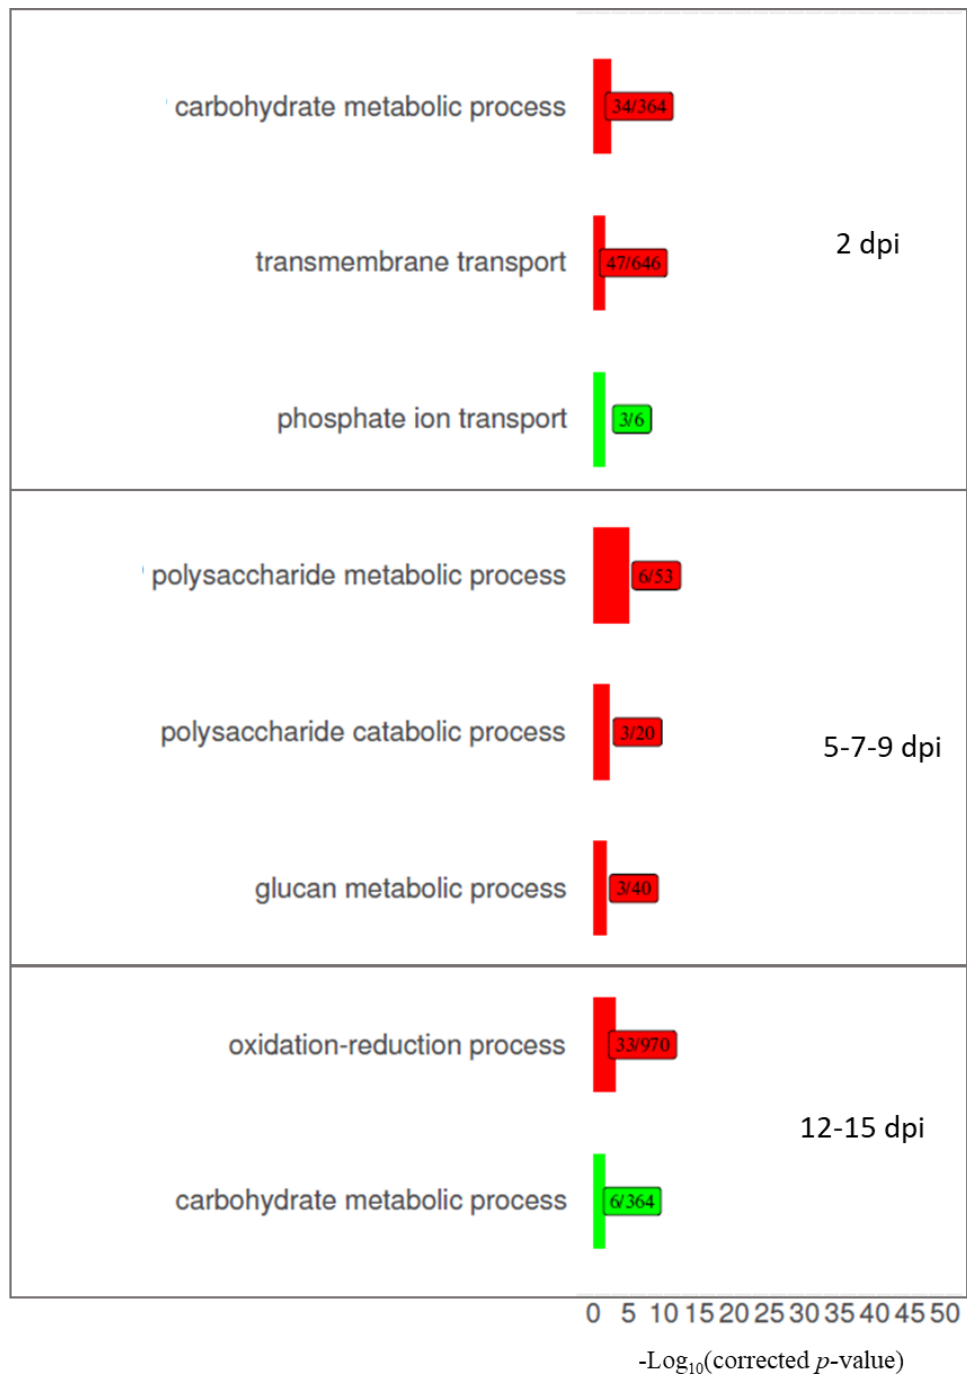 carbohydrate metabolic process 34/364
transmembrane transport 47/646
2 dpi
phosphate ion transport 3/6
polysaccharide metabolic process 6/53
polysaccharide catabolic process 3/20
5-7-9 dpi
glucan metabolic process 3/40
oxidation-reduction process 33/970
12-15 dpi
carbohydrate metabolic process 6/364
0 5 10 15 20 25 30 35 40 45 50
-Log10(corrected p-value)